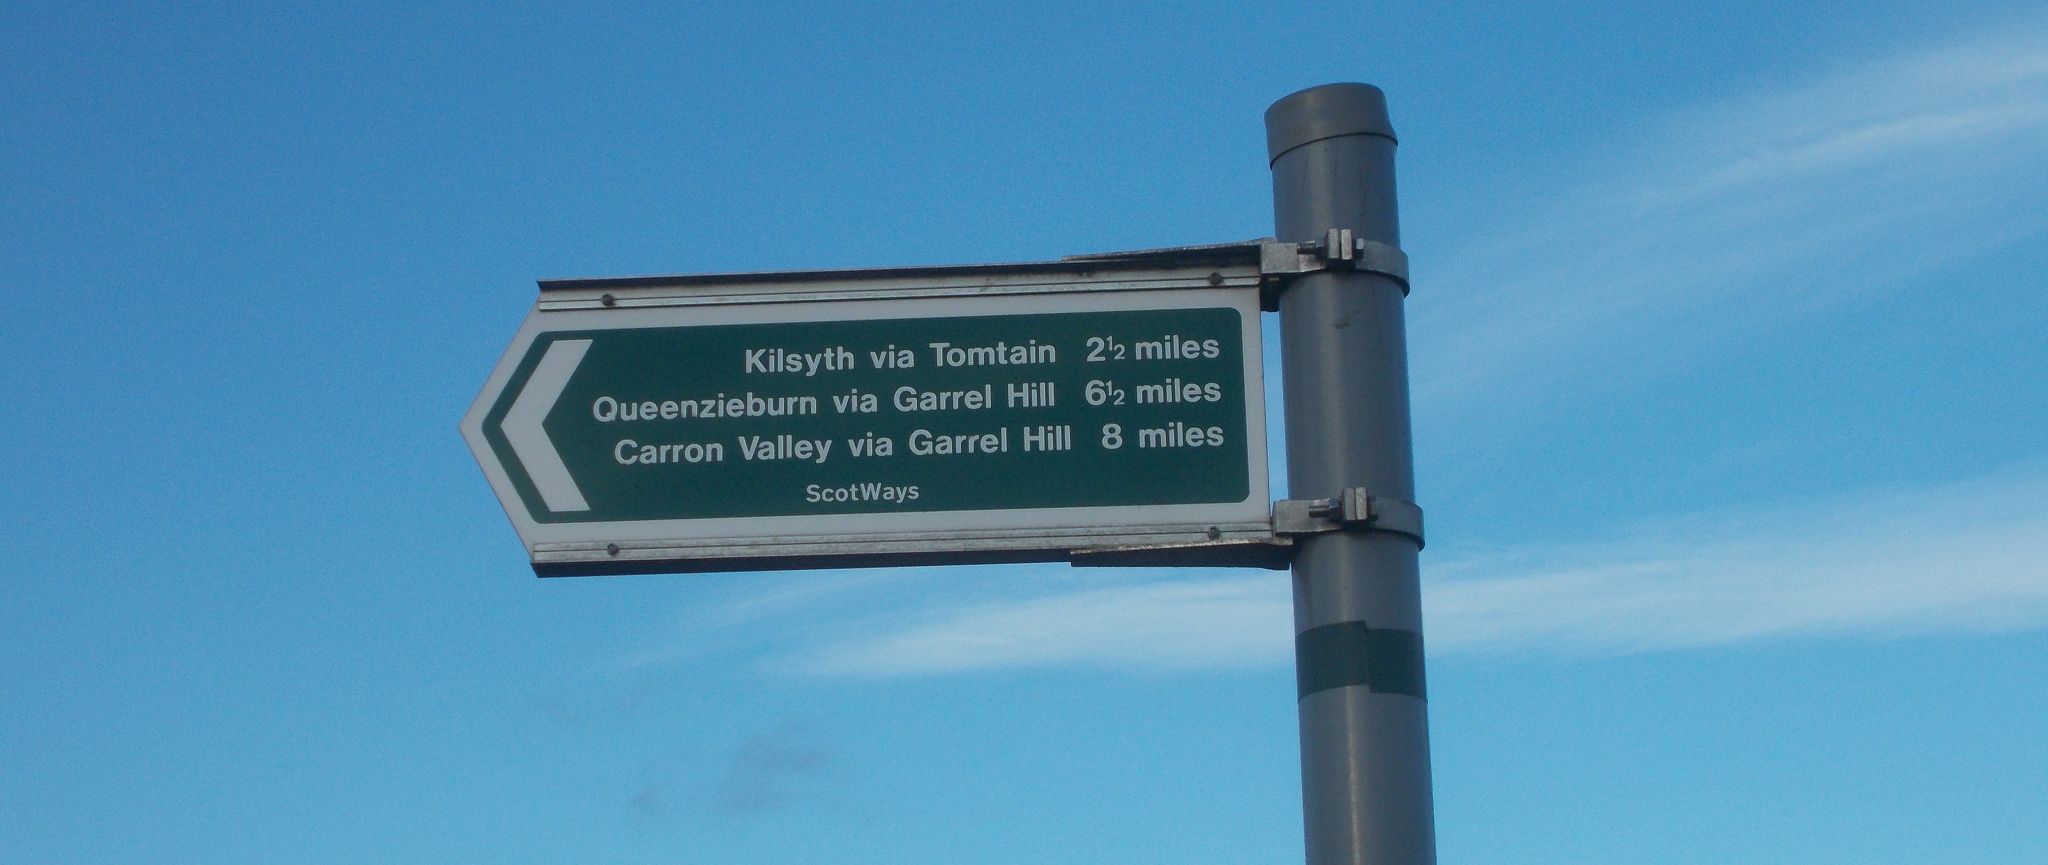 Kilsyth via Tomtain 2½ miles
Queenzieburn via Garrel Hill 6½ miles
Carron Valley via Garrel Hill 8 miles
ScotWays